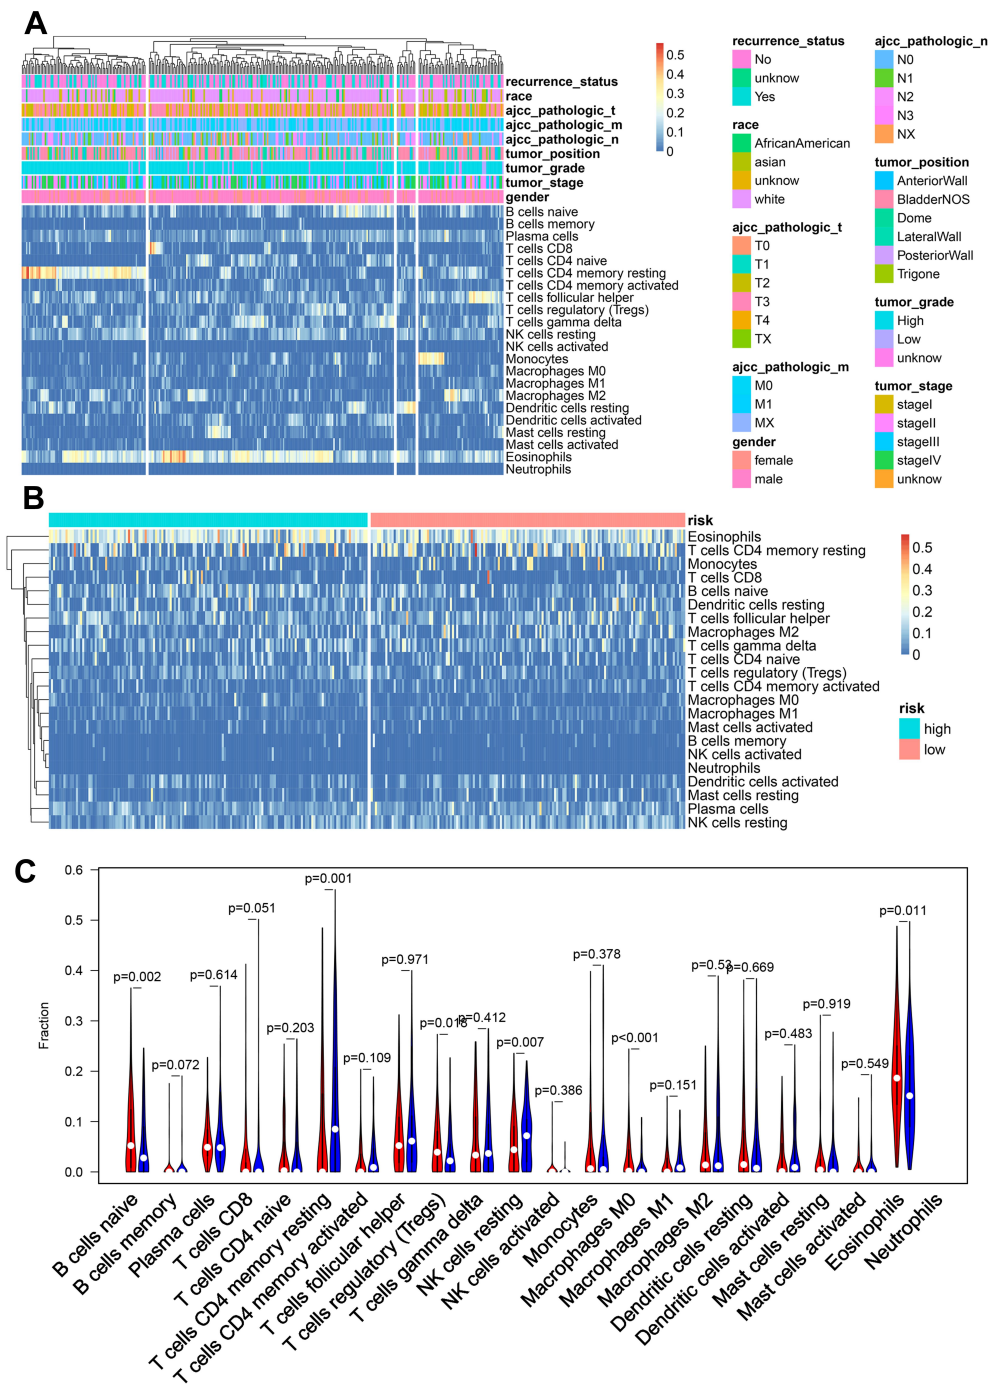 A
recurrence_status
race
ajcc_pathologic_t
ajcc_pathologic_m
ajcc_pathologic_n
tumor_position
tumor_grade
tumor_stage
gender
B cells naive
B cells memory
Plasma cells
T cells CD8
T cells CD4 naive
T cells CD4 memory resting
T cells CD4 memory activated
T cells follicular helper
T cells regulatory (Tregs)
T cells gamma delta
NK cells resting
NK cells activated
Monocytes
Macrophages M0
Macrophages M1
Macrophages M2
Dendritic cells resting
Dendritic cells activated
Mast cells resting
Mast cells activated
Eosinophils
Neutrophils
0.5
0.4
0.3
0.2
0.1
0
recurrence_status
No
unknow
Yes
race
AfricanAmerican
asian
unknow
white
ajcc_pathologic_t
T0
T1
T2
T3
T4
TX
ajcc_pathologic_m
M0
M1
MX
gender
female
male
ajcc_pathologic_n
N0
N1
N2
N3
NX
tumor_position
AnteriorWall
BladderNOS
Dome
LateralWall
PosteriorWall
Trigone
tumor_grade
High
Low
unknow
tumor_stage
stageI
stageII
stageIII
stageIV
unknow
B
risk
Eosinophils
T cells CD4 memory resting
Monocytes
T cells CD8
B cells naive
Dendritic cells resting
T cells follicular helper
Macrophages M2
T cells gamma delta
T cells CD4 naive
T cells regulatory (Tregs)
T cells CD4 memory activated
Macrophages M0
Macrophages M1
Mast cells activated
B cells memory
NK cells activated
Neutrophils
Dendritic cells activated
Mast cells resting
Plasma cells
NK cells resting
0.5
0.4
0.3
0.2
0.1
0
risk
high
low
C
Fraction
0.6
0.5
0.4
0.3
0.2
0.1
0.0
p=0.002
p=0.072
p=0.614
p=0.051
p=0.203
p=0.001
p=0.109
p=0.971
p=0.412
p=0.007
p=0.386
p=0.378
p<0.001
p=0.151
p=0.669
p=0.483
p=0.919
p=0.549
p=0.011
B cells naive
B cells memory
Plasma cells
T cells CD8
T cells CD4 naive
T cells CD4 memory resting
T cells CD4 memory activated
T cells follicular helper
T cells regulatory (Tregs)
T cells gamma delta
NK cells resting
NK cells activated
Monocytes
Macrophages M0
Macrophages M1
Macrophages M2
Dendritic cells resting
Dendritic cells activated
Mast cells resting
Mast cells activated
Eosinophils
Neutrophils